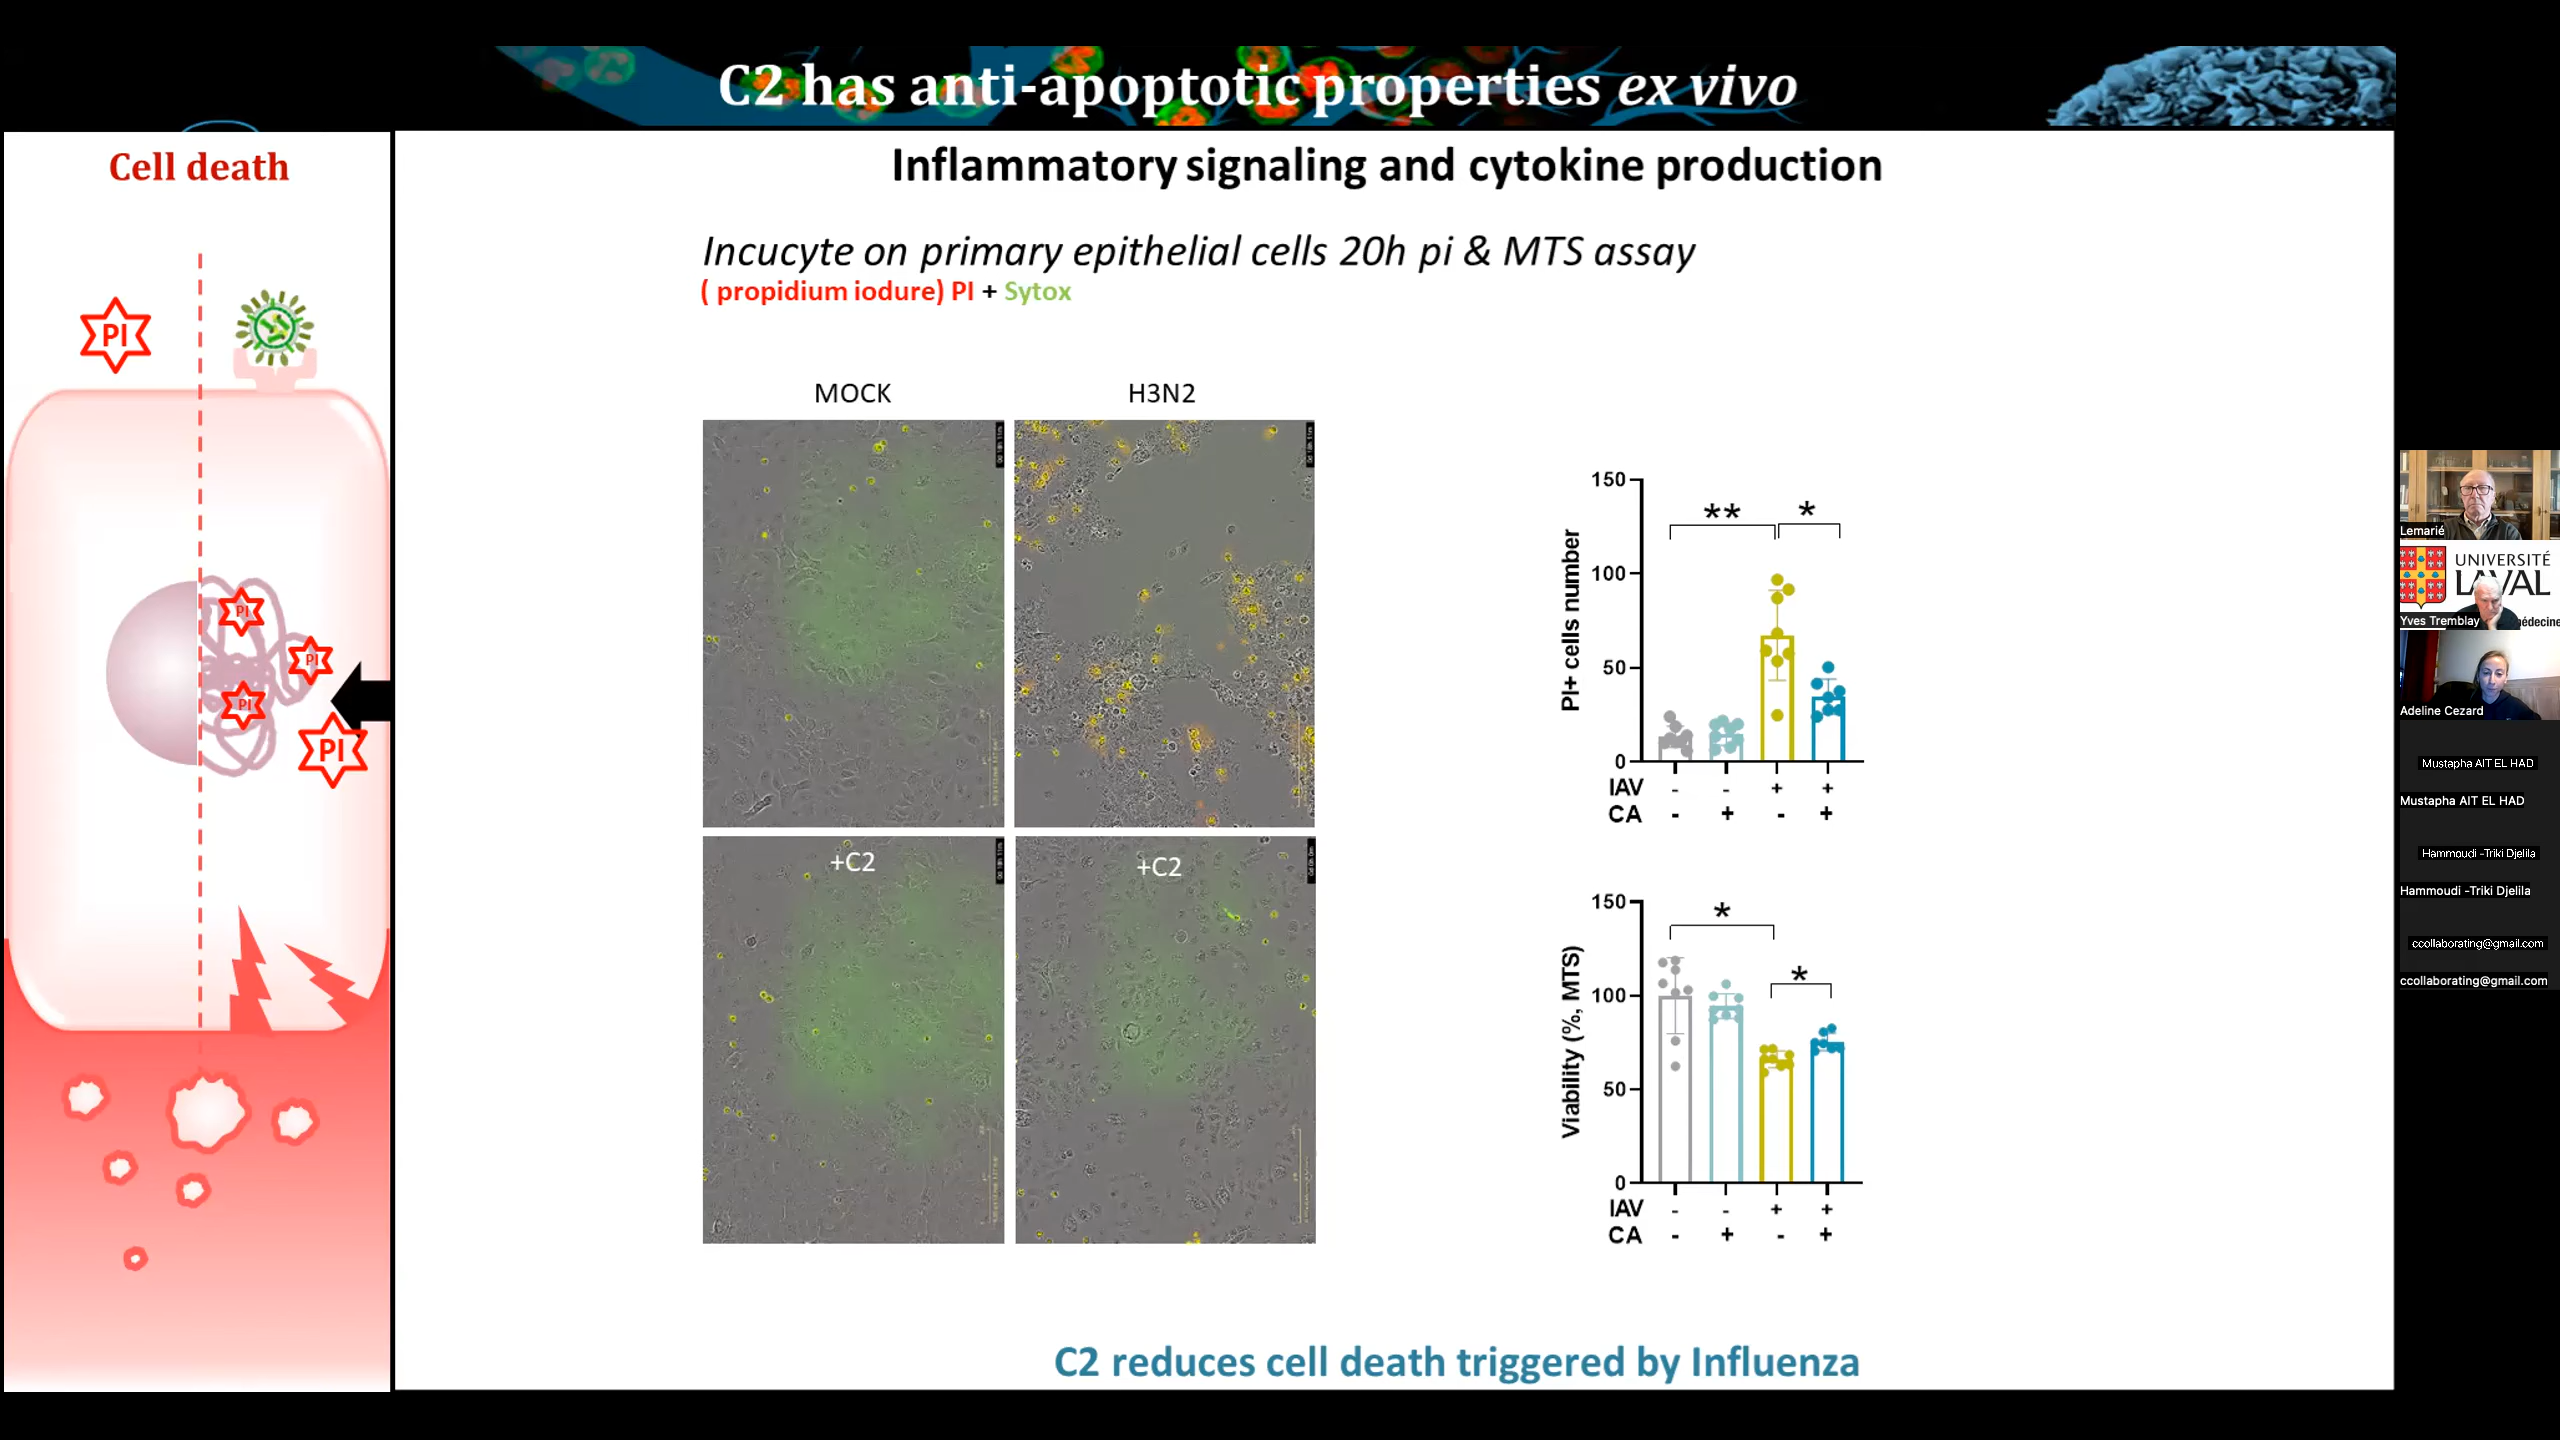 C2 has anti-apoptotic properties ex vivo
Cell death
PI
PI
PI
PI
PI
Inflammatory signaling and cytokine production
Incucyte on primary epithelial cells 20h pi & MTS assay
( propidium iodure) PI + Sytox
MOCK
H3N2
+C2
+C2
150
100
50
0
PI+ cells number
** *
IAV - - + +
CA - + - +
150
100
50
0
Viability (%, MTS)
*
*
IAV - - + +
CA - + - +
C2 reduces cell death triggered by Influenza
Lemarié
UNIVERSITÉ
LAVAL
Yves Tremblay
Adeline Cezard
Mustapha AIT EL HAD
Mustapha AIT EL HAD
Hammoudi -Triki Djelila
Hammoudi -Triki Djelila
ccollaborating@gmail.com
ccollaborating@gmail.com